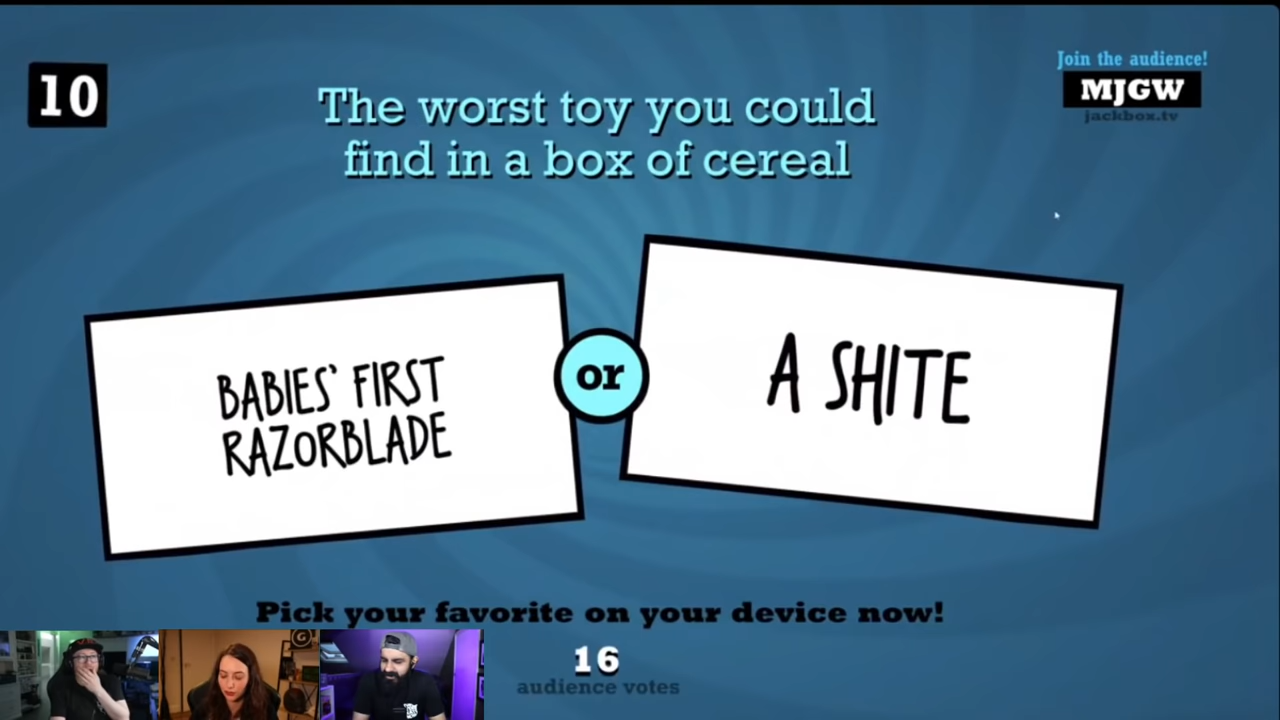 10
Join the audience!
MJGW
jackbox.tv
The worst toy you could
find in a box of cereal
BABIES' FIRST
RAZORBLADE
or
A SHITE
Pick your favorite on your device now!
16
audience votes